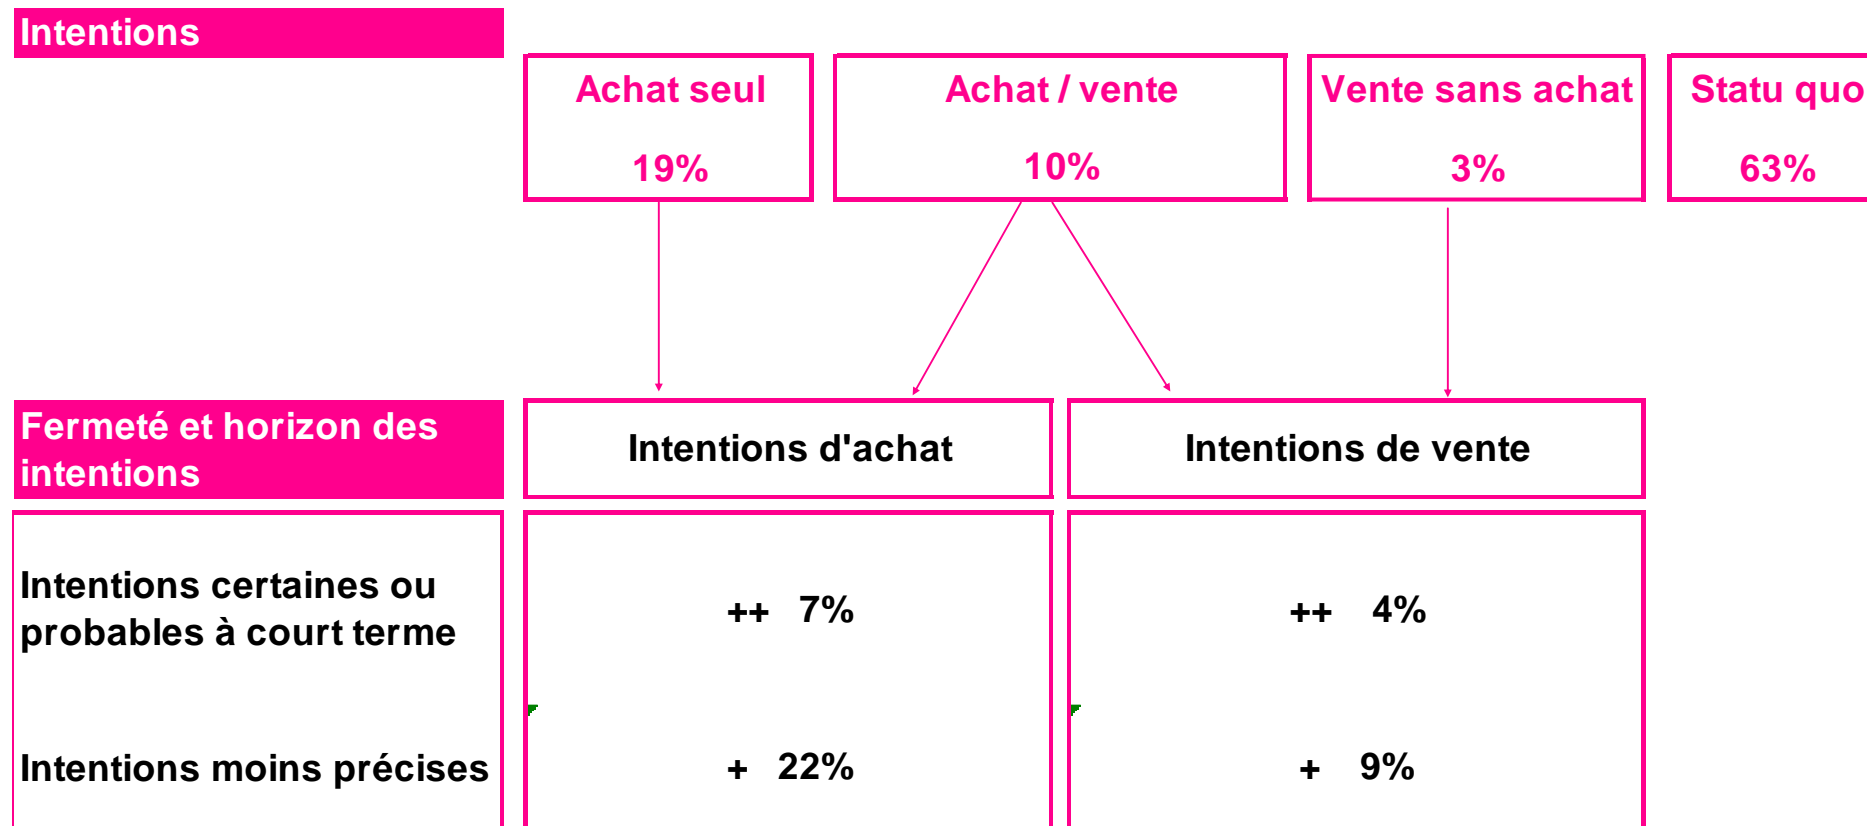 Intentions
Achat seul
Achat / vente
Vente sans achat
Statu quo
19%
10%
3%
63%
Fermeté et horizon des
intentions
Intentions d'achat
Intentions de vente
Intentions certaines ou
probables à court terme
++ 7%
++ 4%
Intentions moins précises
+ 22%
+ 9%